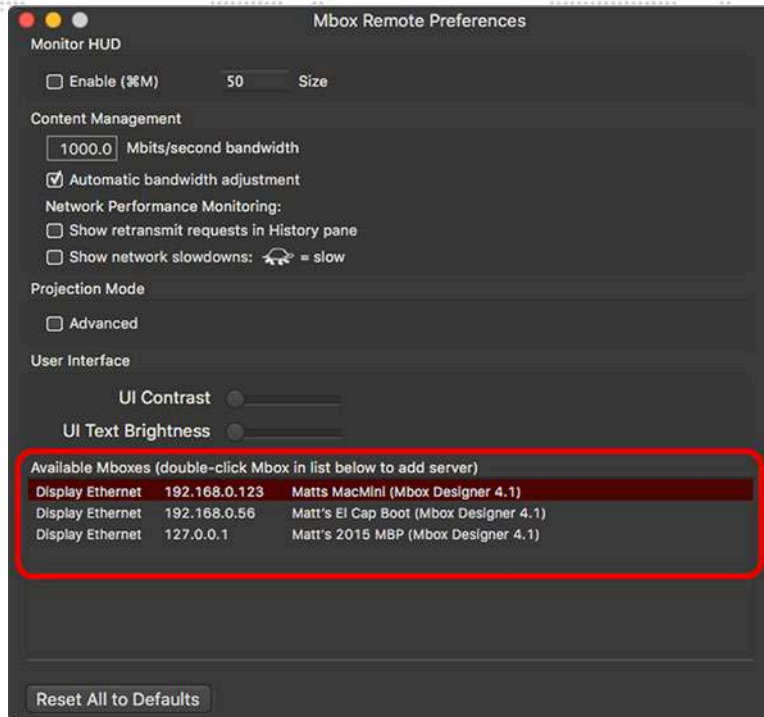 Mbox Remote Preferences
Monitor HUD
Enable (⌘M) 50 Size
Content Management
1000.0 Mbits/second bandwidth
Automatic bandwidth adjustment
Network Performance Monitoring:
Show retransmit requests in History pane
Show network slowdowns: = slow
Projection Mode
Advanced
User Interface
UI Contrast
UI Text Brightness
Available Mboxes (double-click Mbox in list below to add server)
Display Ethernet 192.168.0.123 Matts MacMini (Mbox Designer 4.1)
Display Ethernet 192.168.0.56 Matt's El Cap Boot (Mbox Designer 4.1)
Display Ethernet 127.0.0.1 Matt's 2015 MBP (Mbox Designer 4.1)
Reset All to Defaults